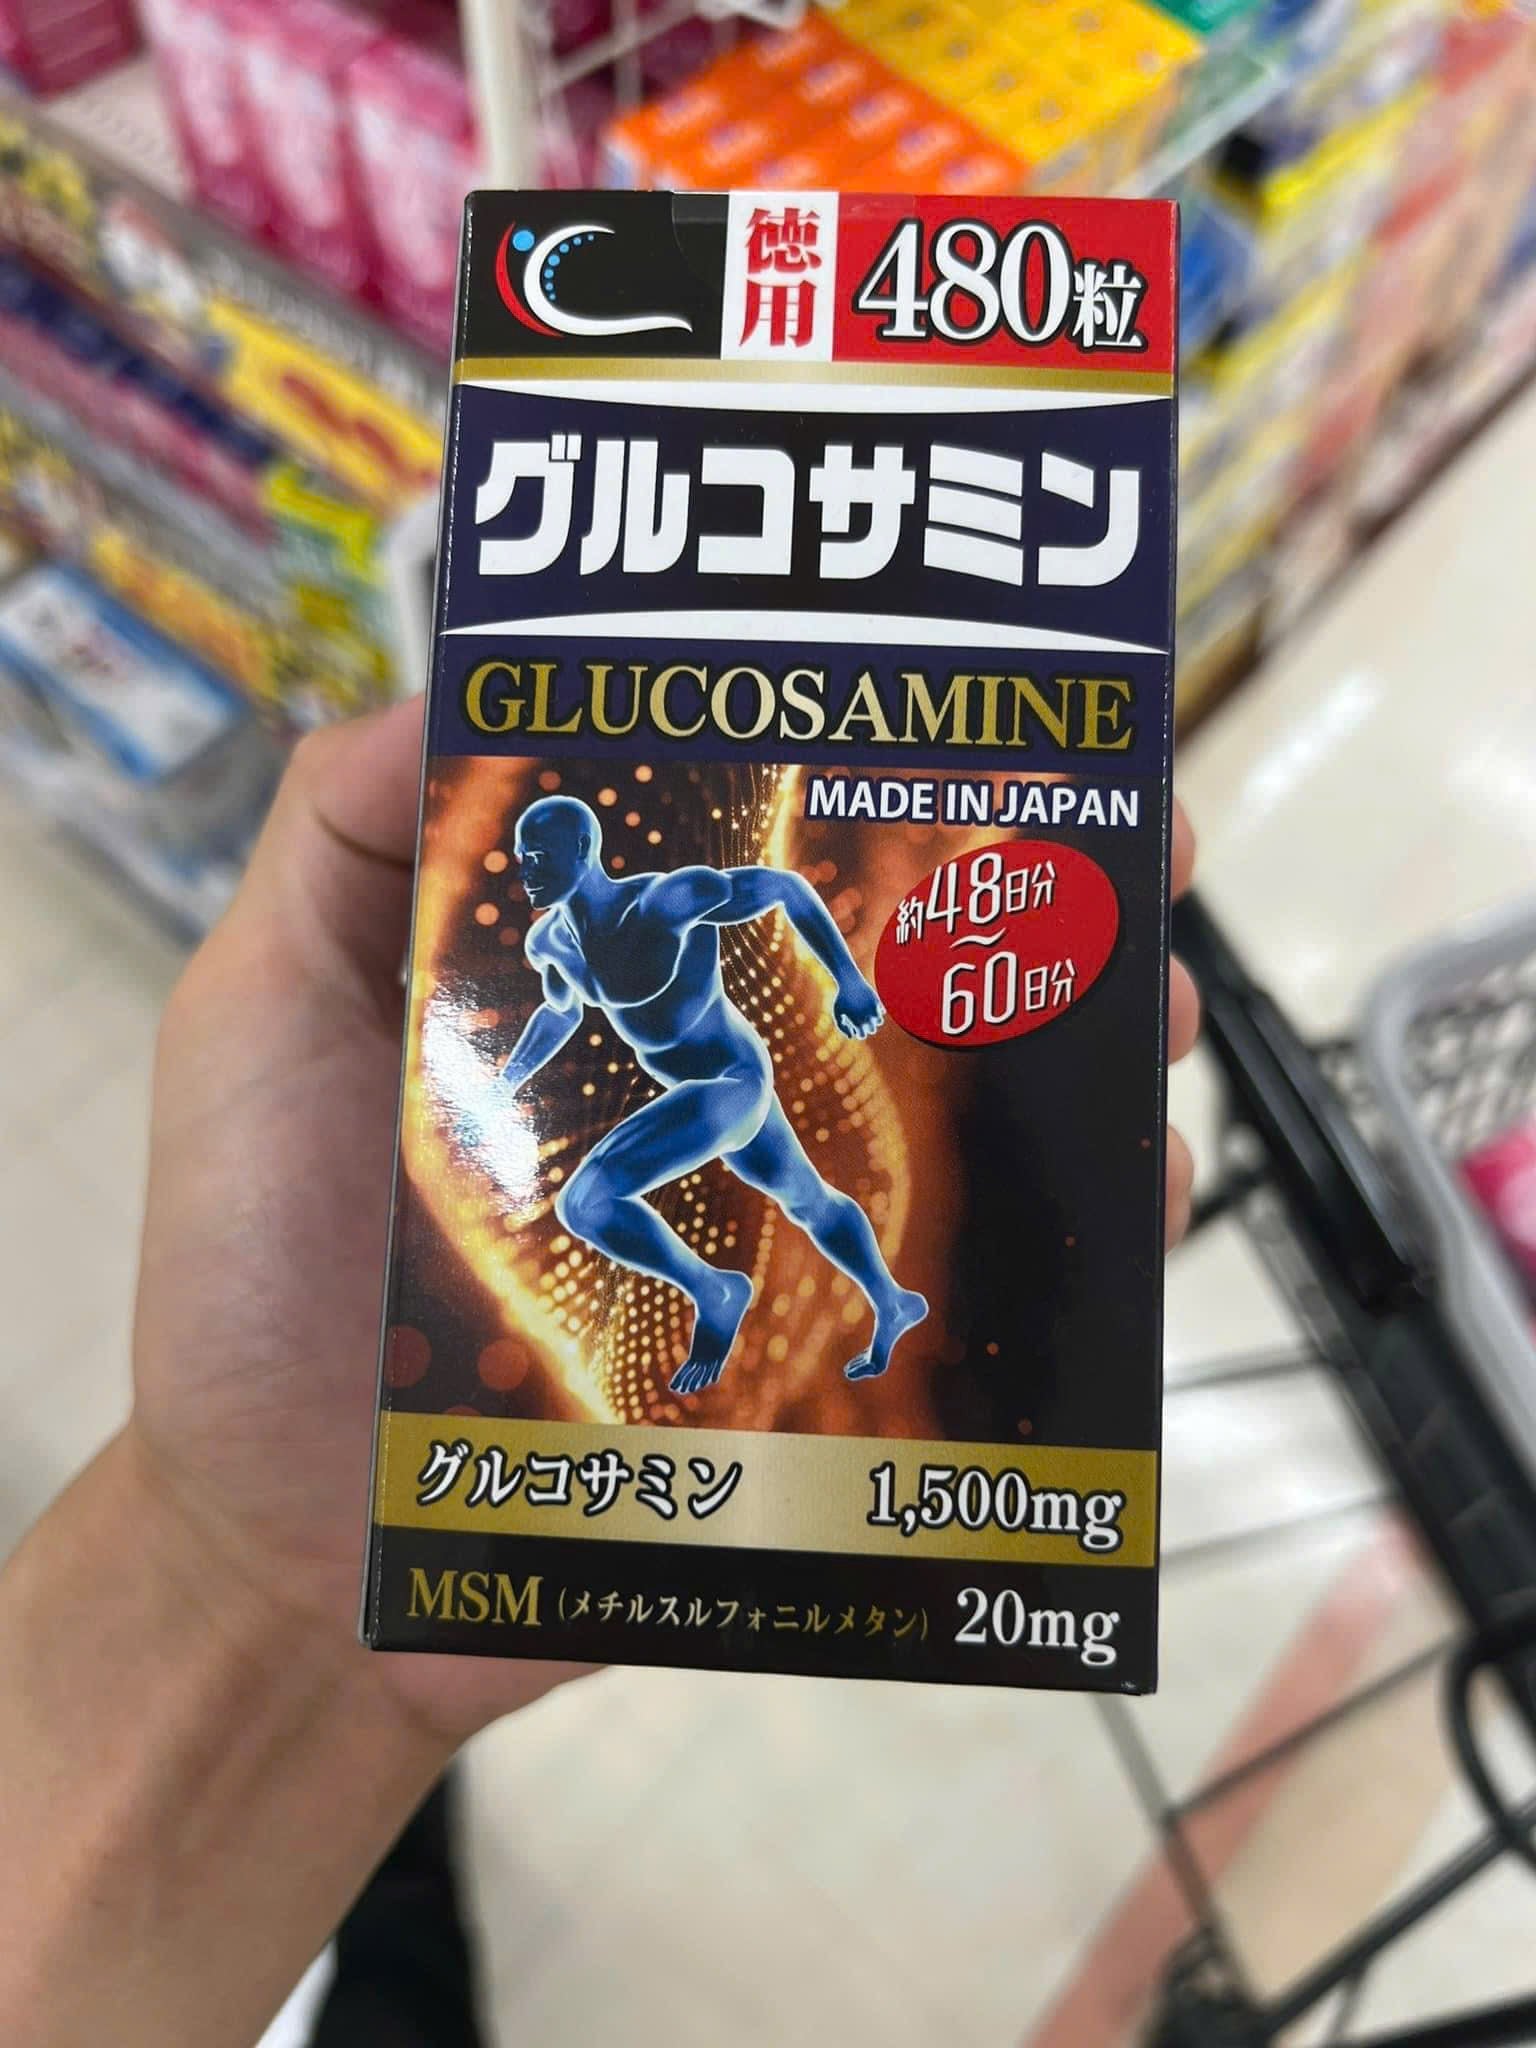 徳用
480粒
グルコサミン
GLUCOSAMINE
MADE IN JAPAN
約48日分
～
60日分
グルコサミン 1,500mg
MSM (メチルスルフォニルメタン) 20mg